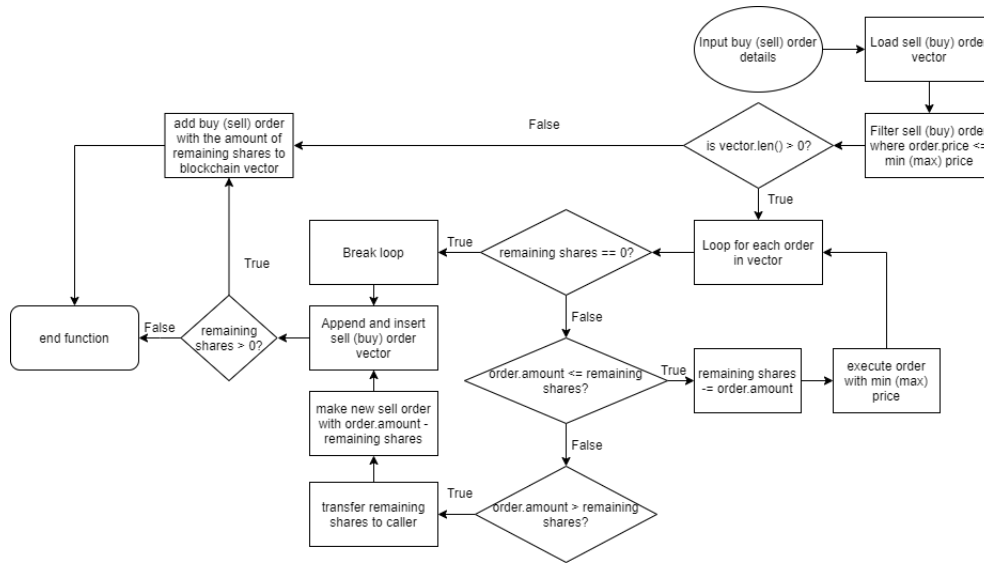 Input buy (sell) order
details
Load sell (buy) order
vector
Filter sell (buy) order
where order.price <=
min (max) price
is vector.len() > 0?
False
True
add buy (sell) order
with the amount of
remaining shares to
blockchain vector
Loop for each order
in vector
remaining shares == 0?
True
False
Break loop
Append and insert
sell (buy) order
vector
remaining
shares > 0?
True
False
end function
order.amount <= remaining
shares?
True
False
remaining shares
-= order.amount
execute order
with min (max)
price
order.amount > remaining
shares?
True
transfer remaining
shares to caller
make new sell order
with order.amount -
remaining shares